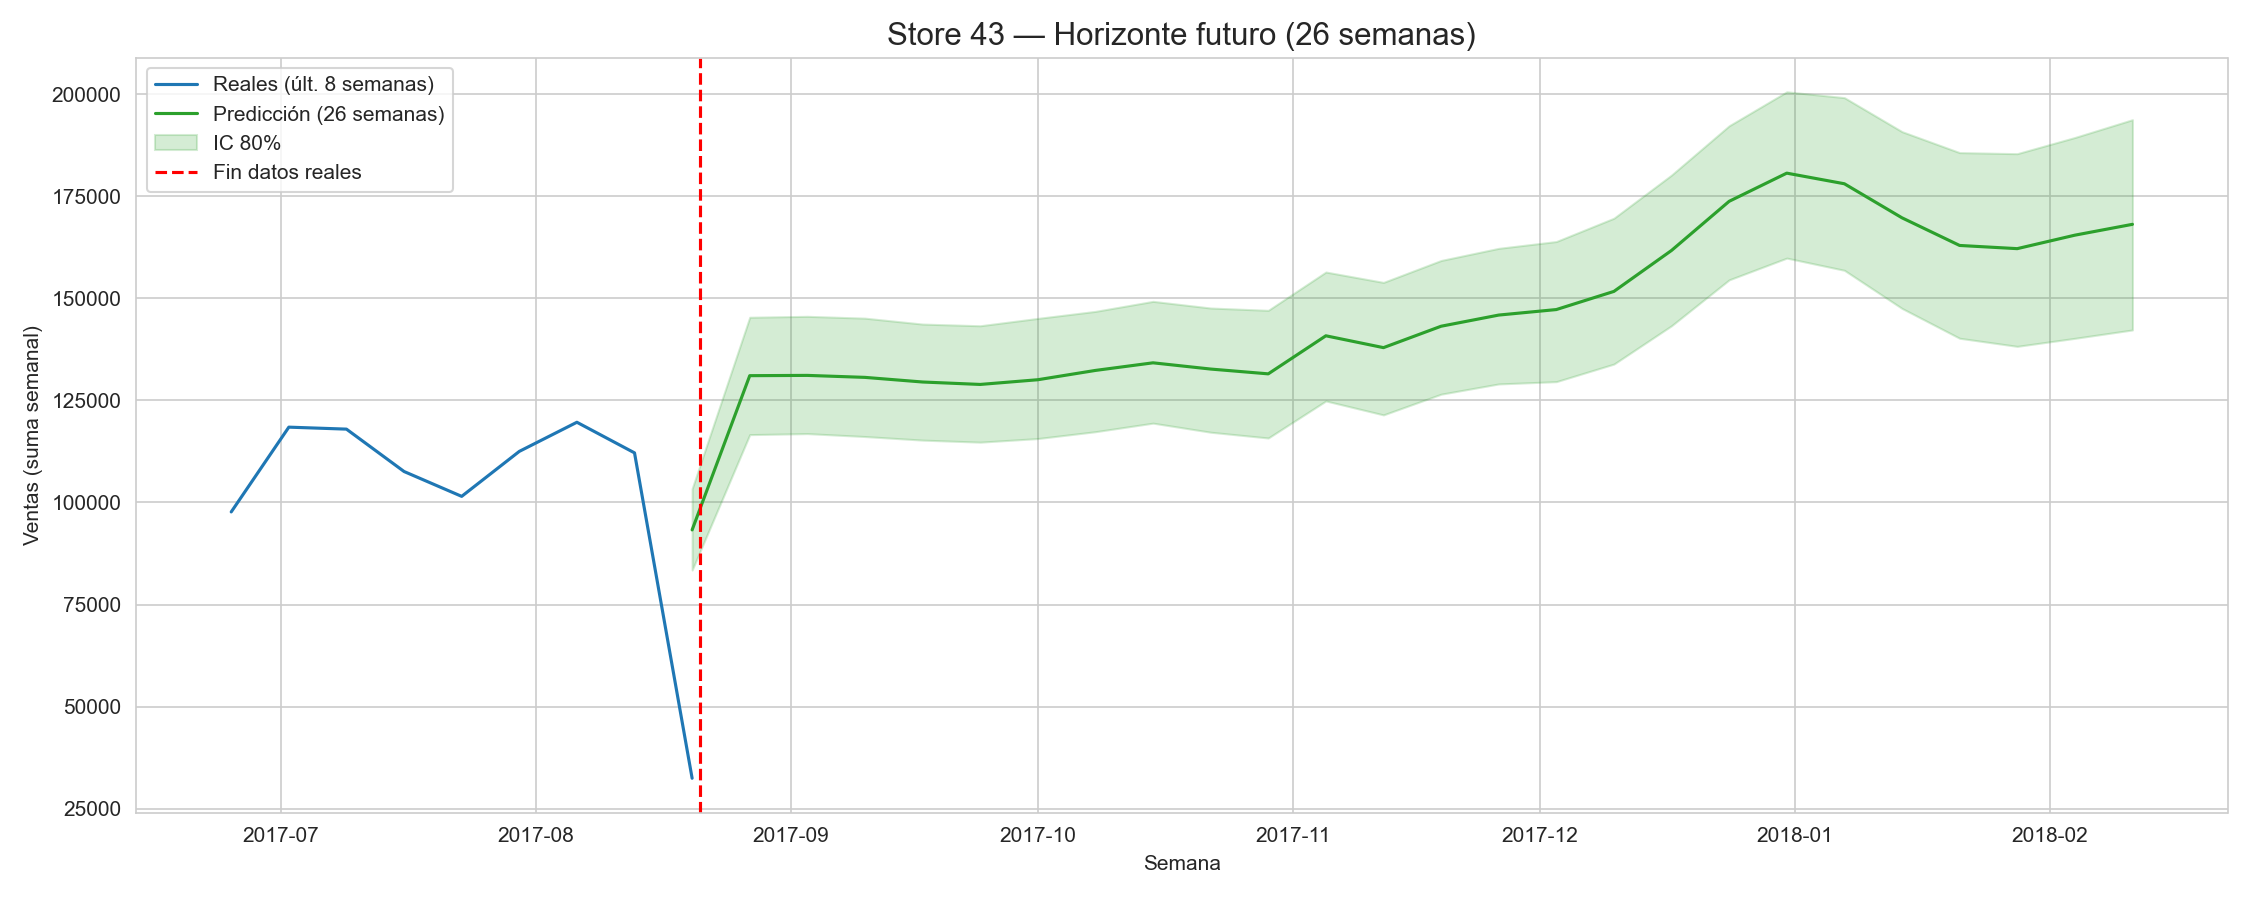 Store 43 — Horizonte futuro (26 semanas)
Reales (últ. 8 semanas)
Predicción (26 semanas)
IC 80%
Fin datos reales
Ventas (suma semanal)
200000
175000
150000
125000
100000
75000
50000
25000
2017-07 2017-08 2017-09 2017-10 2017-11 2017-12 2018-01 2018-02
Semana